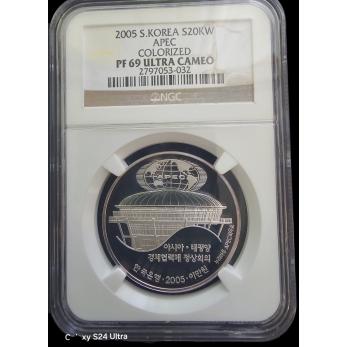 2005 S.KOREA S20KW
APEC
COLORIZED
PF 69 ULTRA CAMEO
2797053-032
NGC
APEC
아시아·태평양
경제협력체 정상회의
한국은행·2005·이만원
Galaxy S24 Ultra